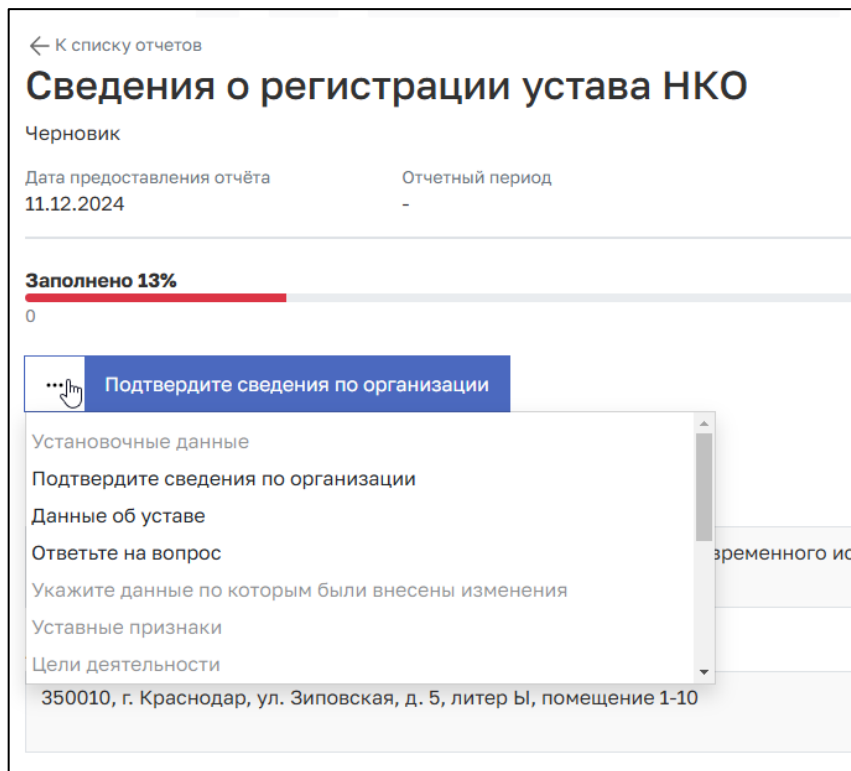 К списку отчетов
Сведения о регистрации устава НКО
Черновик
Дата предоставления отчёта Отчетный период
11.12.2024 -
Заполнено 13%
0
... Подтвердите сведения по организации
Установочные данные
Подтвердите сведения по организации
Данные об уставе
Ответьте на вопрос
Укажите данные по которым были внесены изменения
Уставные признаки
Цели деятельности
350010, г. Краснодар, ул. Зиповская, д. 5, литер Ы, помещение 1-10